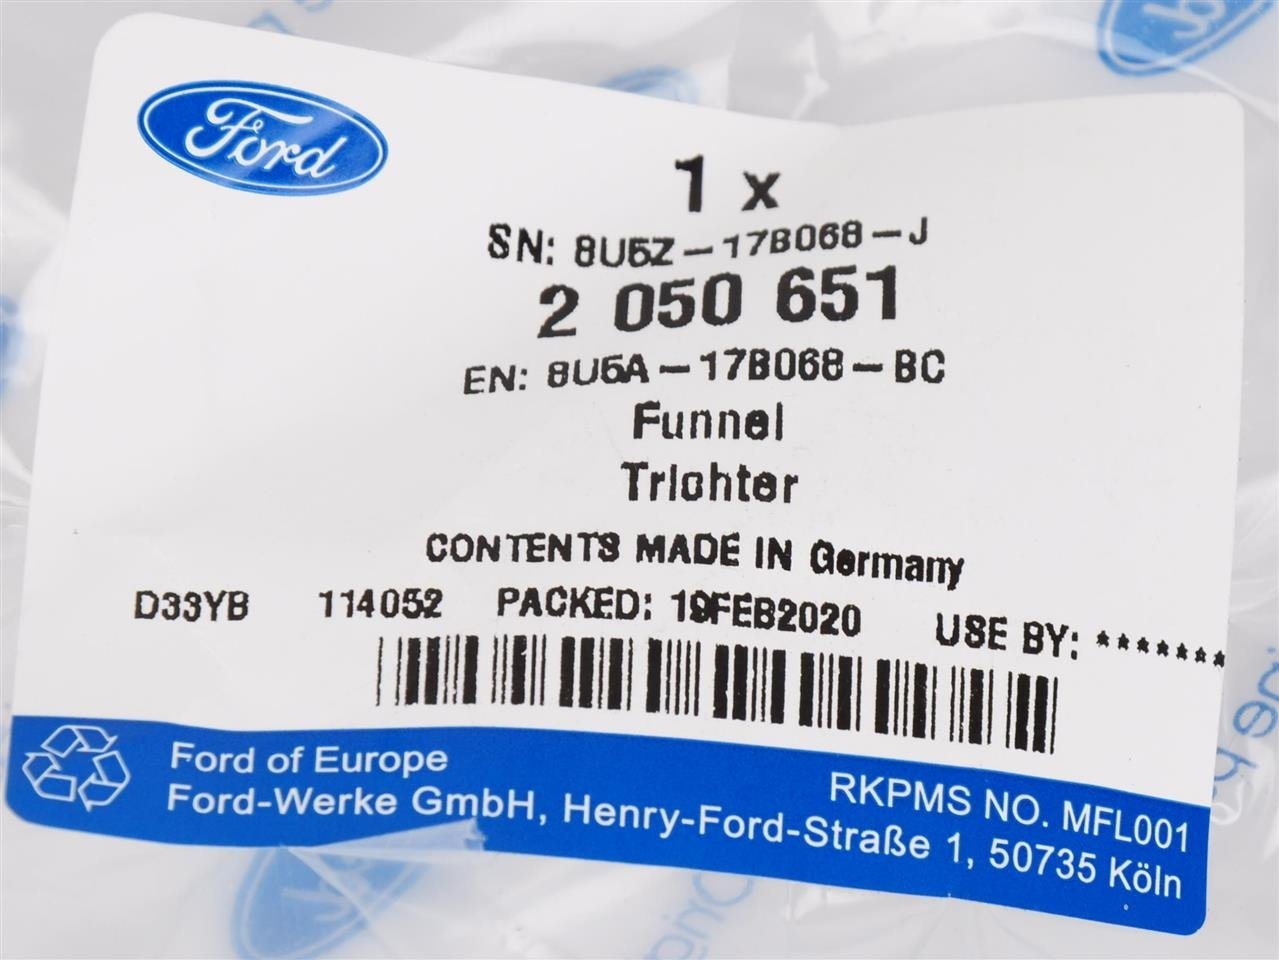 Ford
1 x
SN: 8U5Z-17B068-J
2 050 651
EN: 8U5A-17B068-BC
Funnel
Trichter
CONTENTS MADE IN Germany
D33YB 114052 PACKED: 19FEB2020 USE BY: *******
Ford of Europe
RKPMS NO. MFL001
Ford-Werke GmbH, Henry-Ford-Straße 1, 50735 Köln